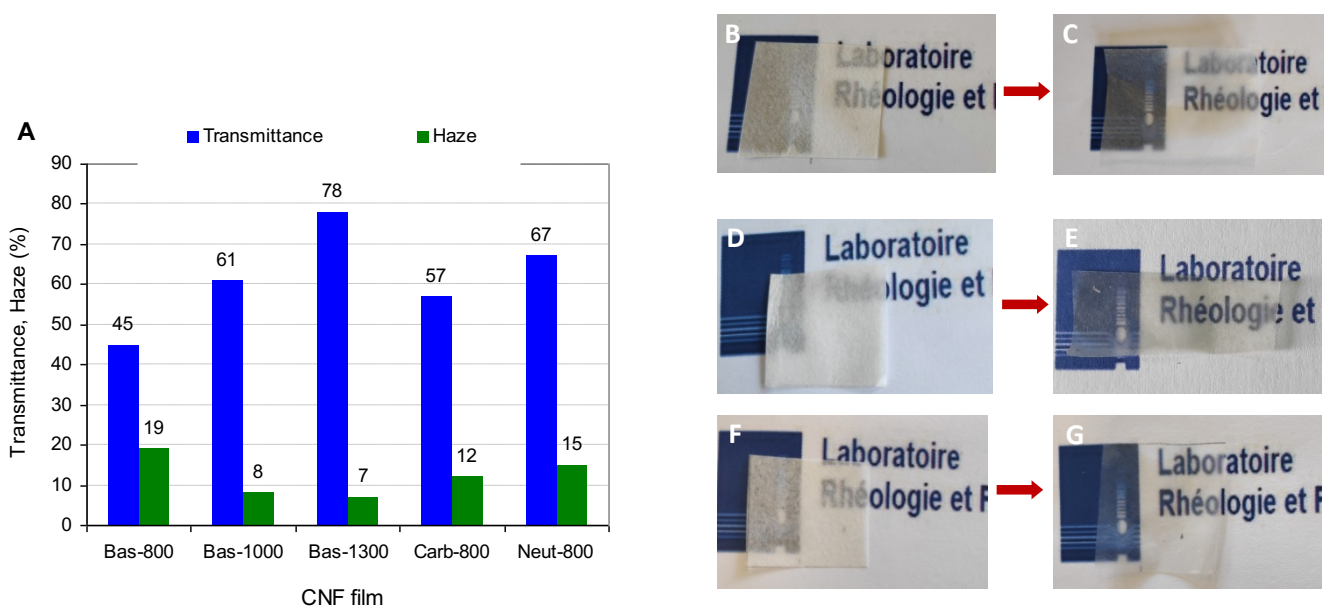 A
Transmittance
Haze
Transmittance, Haze (%)
90
80
70
60
50
40
30
20
10
0
45
19
61
8
78
7
57
12
67
15
Bas-800
Bas-1000
Bas-1300
Carb-800
Neut-800
CNF film
B
Laboratoire
Rhéologie et
C
Laboratoire
Rhéologie et
D
Laboratoire
Rhéologie et
E
Laboratoire
Rhéologie et
F
Laboratoire
Rhéologie et F
G
Laboratoire
Rhéologie et F